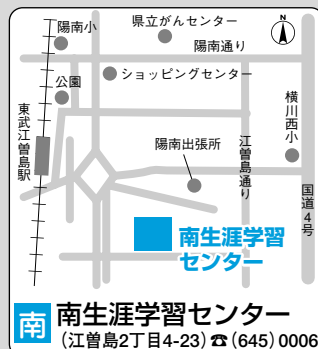 陽南小
県立がんセンター
N
陽南通り
ショッピングセンター
公園
東武江曽島駅
横川西小
陽南出張所
江曽島通り
国道4号
南生涯学習
センター
南 南生涯学習センター
(江曽島2丁目4-23)☎(645)0006